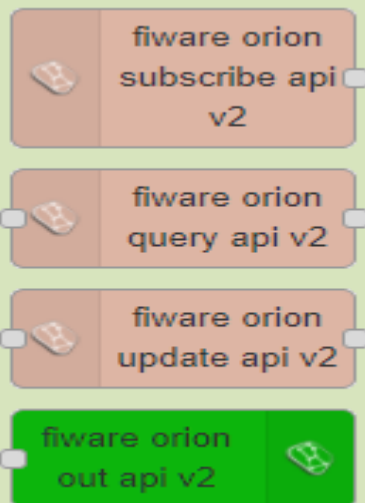 fiware orion
subscribe api
v2
fiware orion
query api v2
fiware orion
update api v2
fiware orion
out api v2